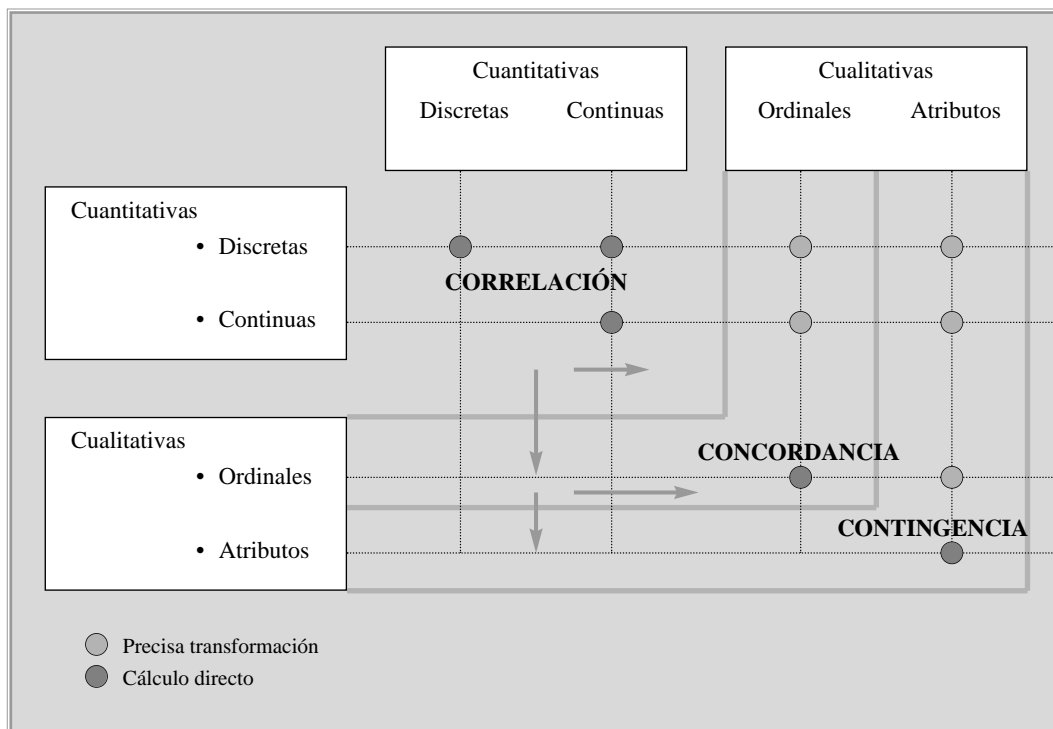 Cuantitativas
Discretas Continuas
Cualitativas
Ordinales Atributos
Cuantitativas
• Discretas
CORRELACIÓN
• Continuas
Cualitativas
CONCORDANCIA
• Ordinales
CONTINGENCIA
• Atributos
Precisa transformación
Cálculo directo